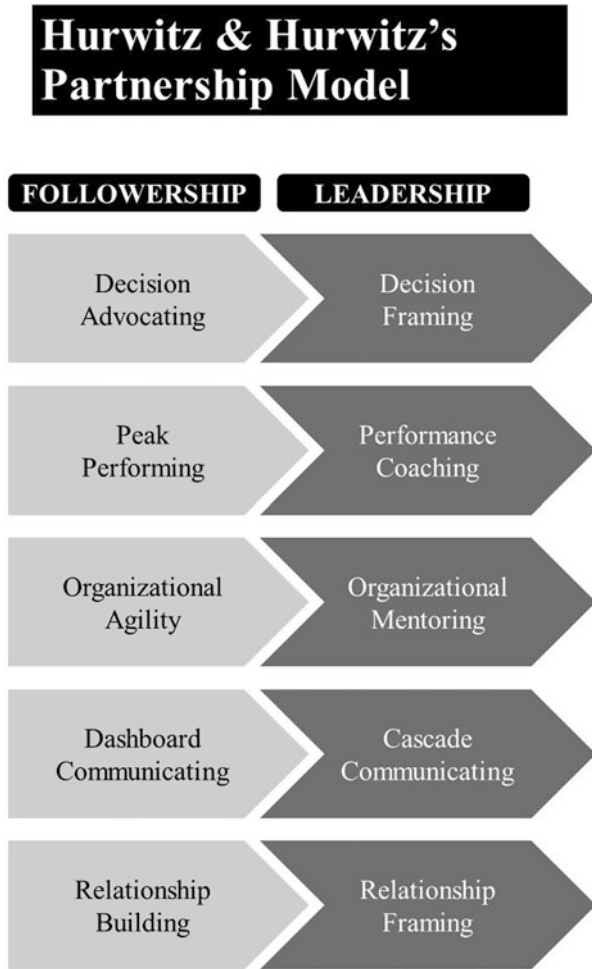 Hurwitz & Hurwitz’s
Partnership Model
FOLLOWERSHIP
LEADERSHIP
Decision
Advocating
Decision
Framing
Peak
Performing
Performance
Coaching
Organizational
Agility
Organizational
Mentoring
Dashboard
Communicating
Cascade
Communicating
Relationship
Building
Relationship
Framing